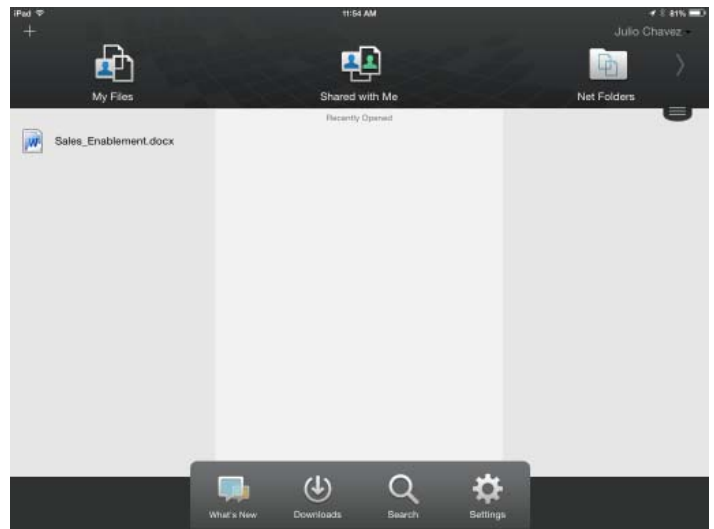 iPad 11:54 AM 81%
Julio Chavez
My Files Shared with Me Net Folders
Recently Opened
Sales_Enablement.docx
What's New Downloads Search Settings